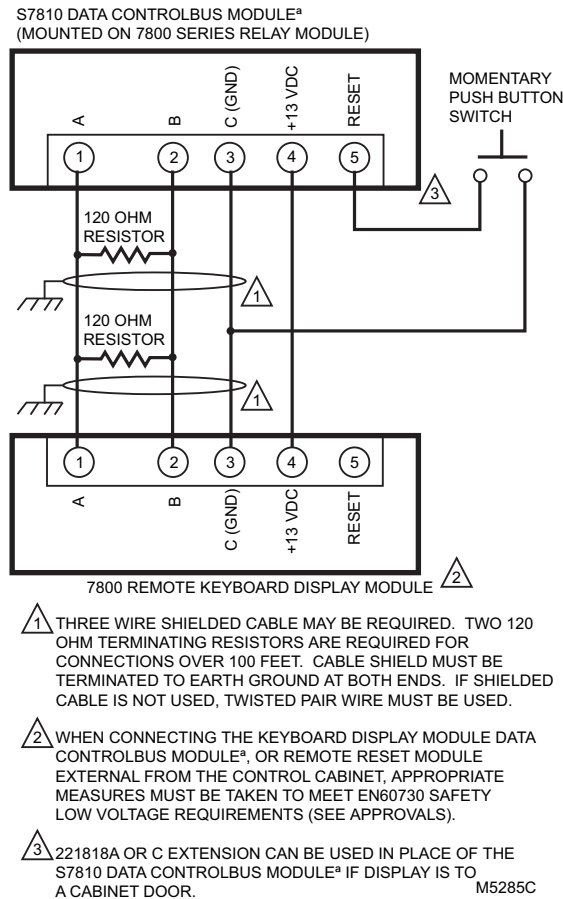 S7810 DATA CONTROLBUS MODULEª
(MOUNTED ON 7800 SERIES RELAY MODULE)
A
B
C (GND)
+13 VDC
RESET
MOMENTARY
PUSH BUTTON
SWITCH
1
2
3
4
5
3
120 OHM
RESISTOR
1
120 OHM
RESISTOR
1
1
2
3
4
5
A
B
C (GND)
+13 VDC
RESET
7800 REMOTE KEYBOARD DISPLAY MODULE 2
1 THREE WIRE SHIELDED CABLE MAY BE REQUIRED. TWO 120
OHM TERMINATING RESISTORS ARE REQUIRED FOR
CONNECTIONS OVER 100 FEET. CABLE SHIELD MUST BE
TERMINATED TO EARTH GROUND AT BOTH ENDS. IF SHIELDED
CABLE IS NOT USED, TWISTED PAIR WIRE MUST BE USED.
2 WHEN CONNECTING THE KEYBOARD DISPLAY MODULE DATA
CONTROLBUS MODULEª, OR REMOTE RESET MODULE
EXTERNAL FROM THE CONTROL CABINET, APPROPRIATE
MEASURES MUST BE TAKEN TO MEET EN60730 SAFETY
LOW VOLTAGE REQUIREMENTS (SEE APPROVALS).
3 221818A OR C EXTENSION CAN BE USED IN PLACE OF THE
S7810 DATA CONTROLBUS MODULEª IF DISPLAY IS TO
A CABINET DOOR.
M5285C